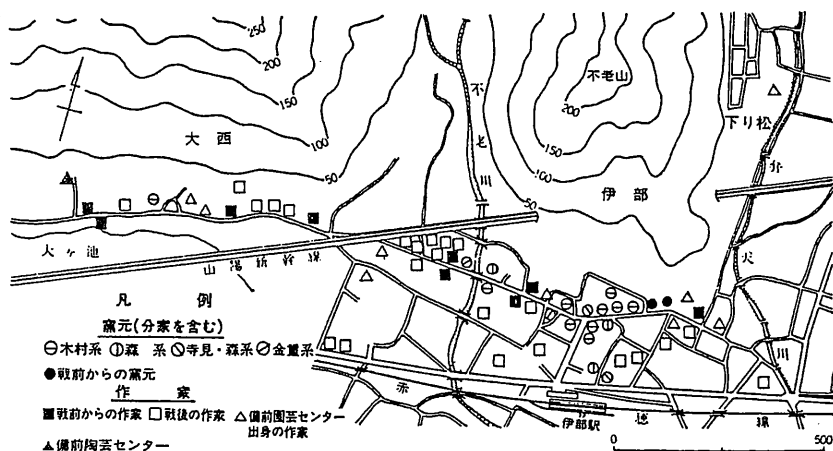 250
200
150
100
50
大西
不老川
不老山
200
150
100
50
下り松
伊部
大ヶ池
山陽新幹線
凡例
窯元(分家を含む)
木村系 森系 寺見・森系 金重系
戦前からの窯元
作家
戦前からの作家 戦後の作家 備前陶芸センター
出身の作家
備前陶芸センター
赤穂線
伊部駅
川
0 500